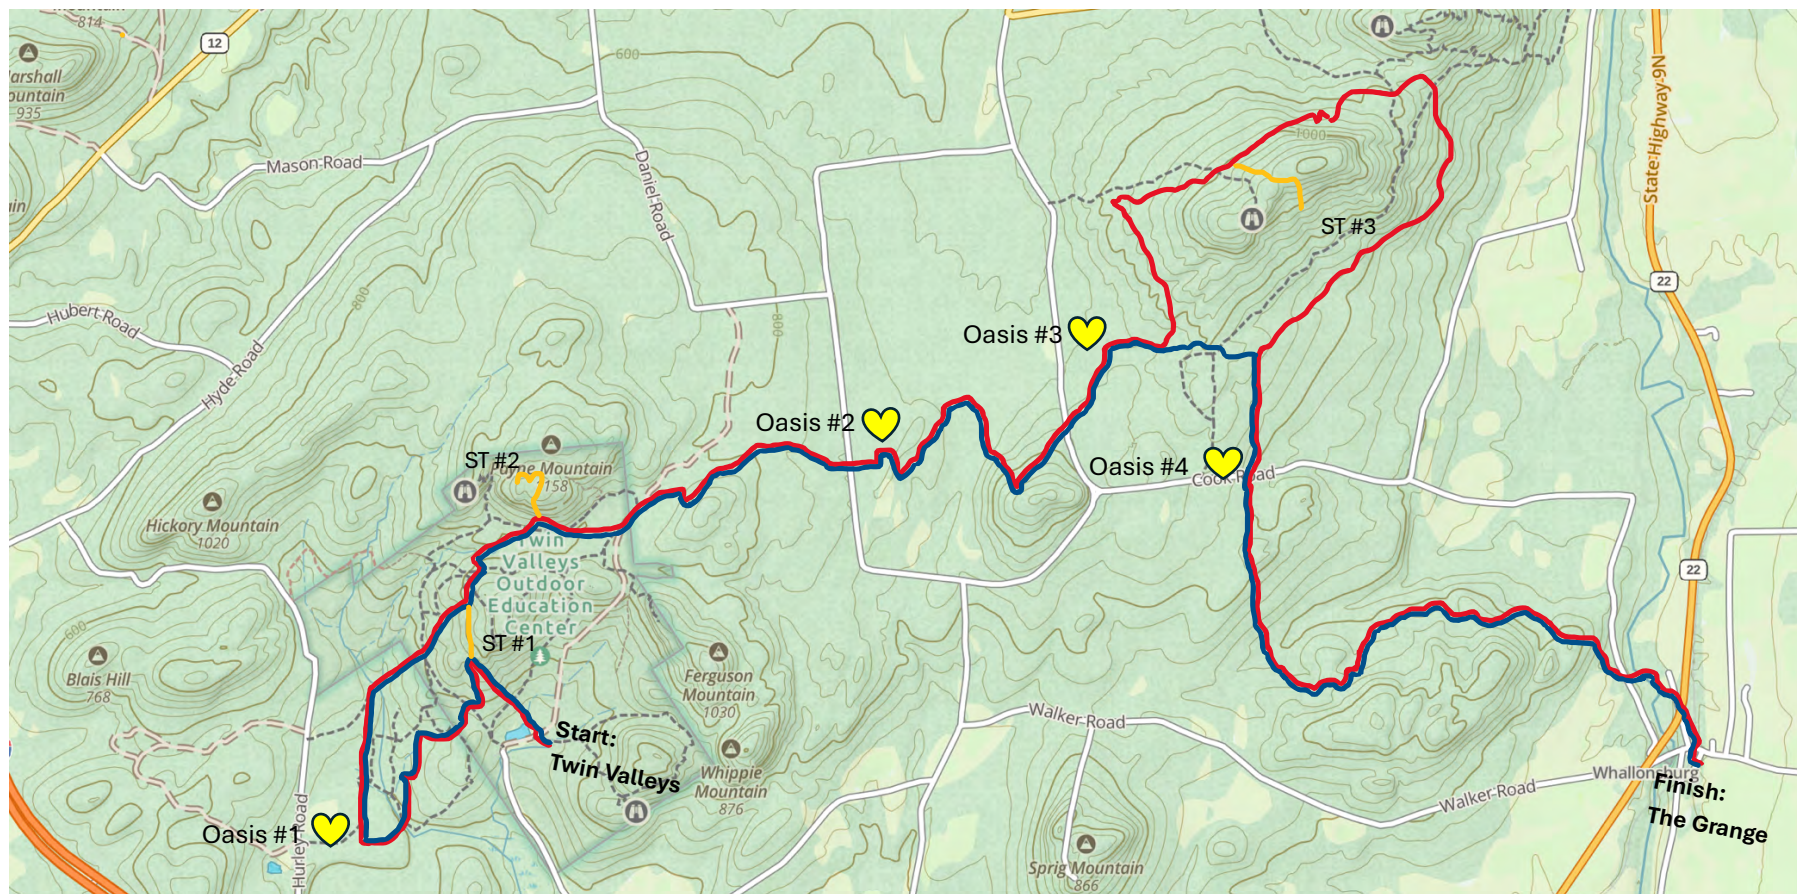 814
12
Marshall
Mountain
935
Mason Road
600
Daniel Road
State Highway 9N
1000
ST #3
22
Hubert Road
800
Hyde Road
800
Oasis #3
Oasis #2
ST #2
Payne Mountain
1158
Oasis #4
Cook Road
Hickory Mountain
1020
Twin
Valleys
Outdoor
Education
Center
22
600
ST #1
Blais Hill
768
Ferguson
Mountain
1030
Start:
Twin Valleys
Walker Road
Whippie
Mountain
876
Whallonsburg
Finish:
The Grange
Walker Road
Oasis #1
Hurley Road
Sprig Mountain
866